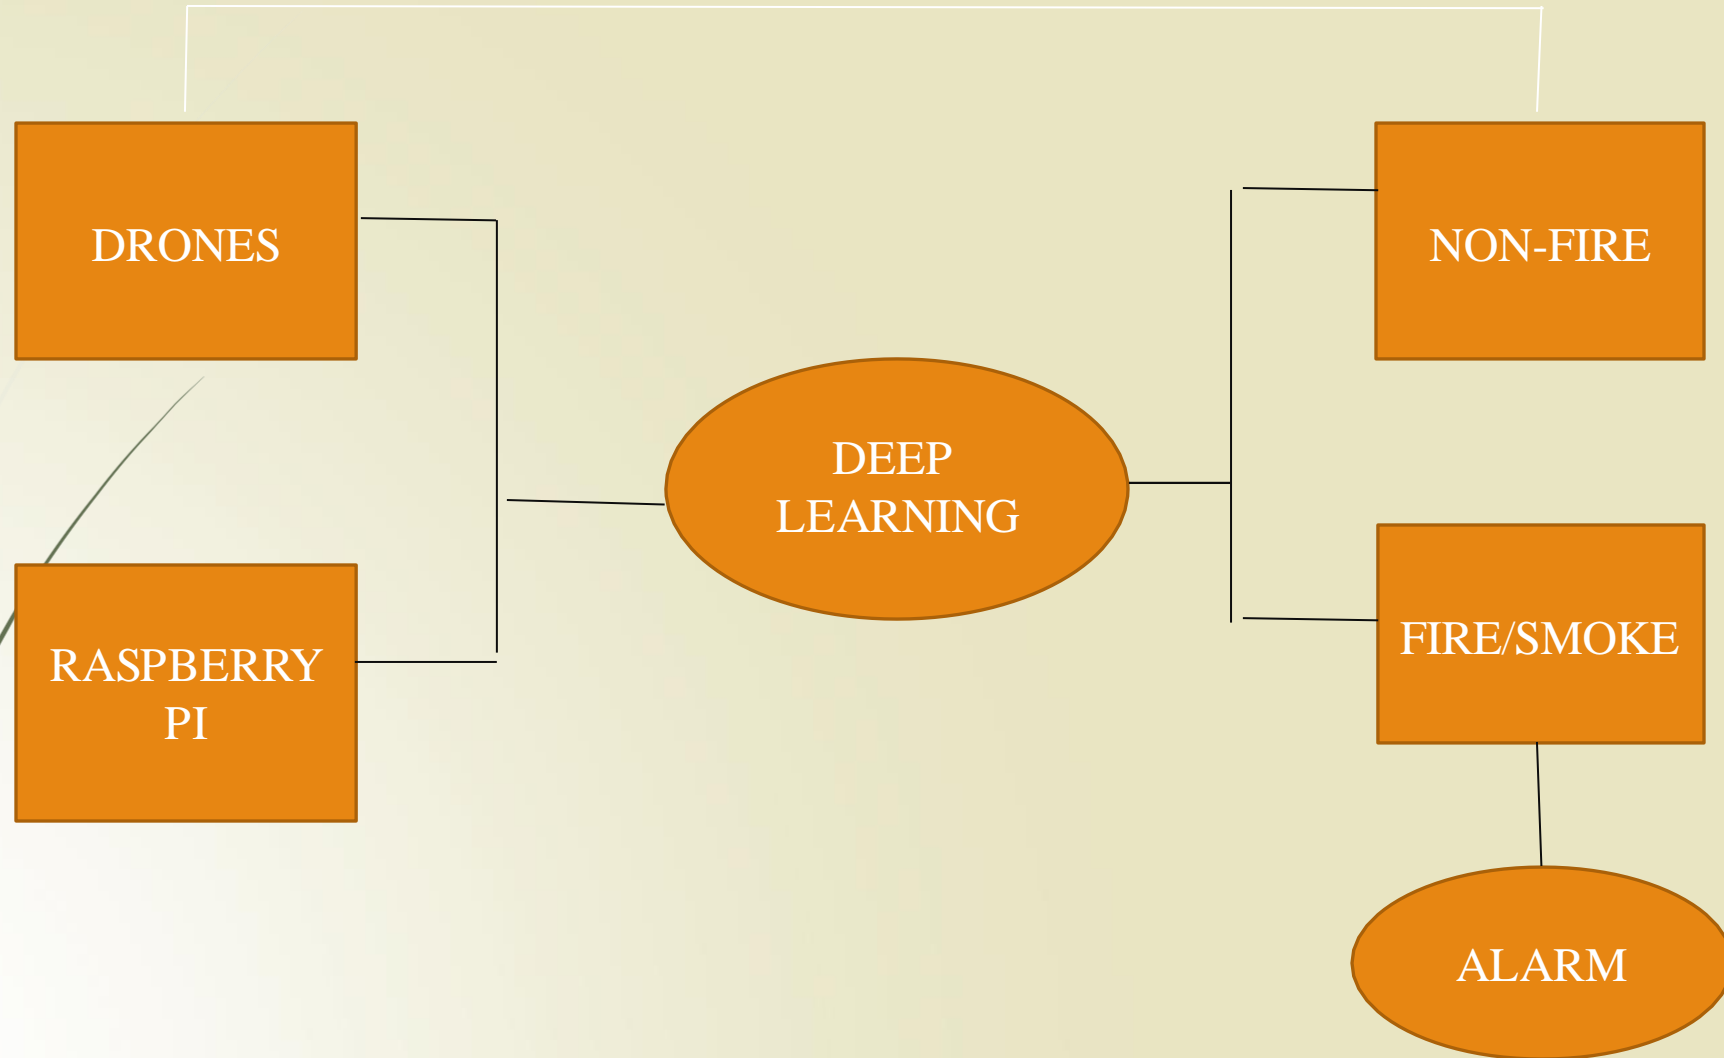 DRONES
NON-FIRE
DEEP
LEARNING
RASPBERRY
PI
FIRE/SMOKE
ALARM